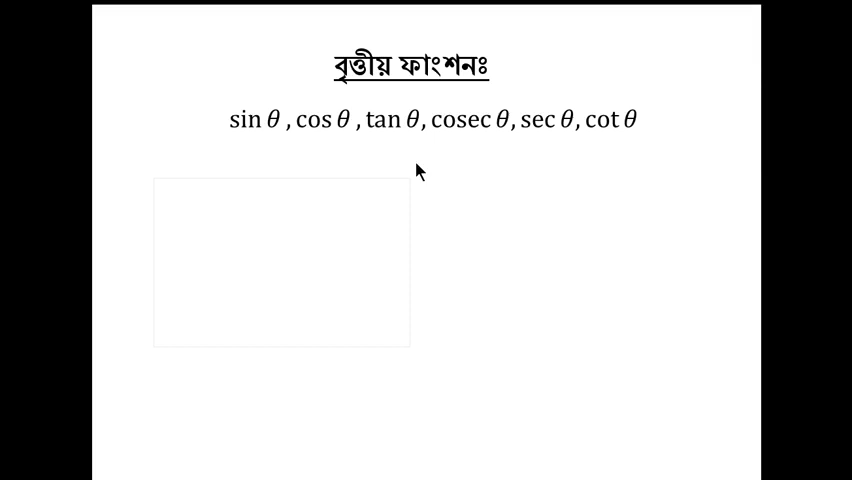 বৃত্তীয় ফাংশনঃ
sin θ , cos θ , tan θ, cosec θ, sec θ, cot θ